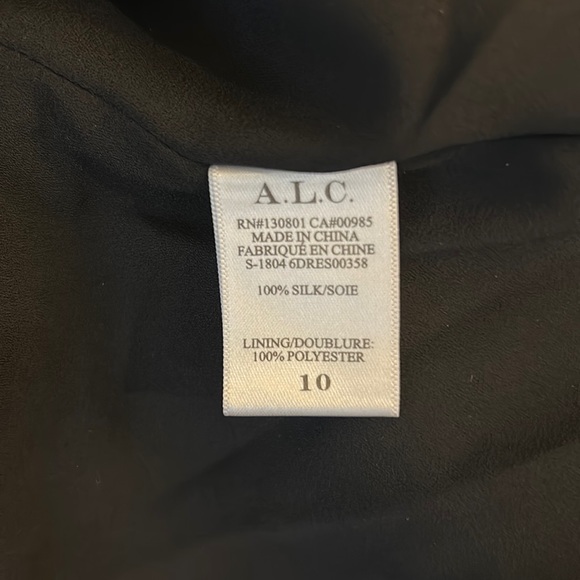 A.L.C.
RN#130801 CA#00985
MADE IN CHINA
FABRIQUÉ EN CHINE
S-1804 6DRES00358
100% SILK/SOIE
LINING/DOUBLURE:
100% POLYESTER
10